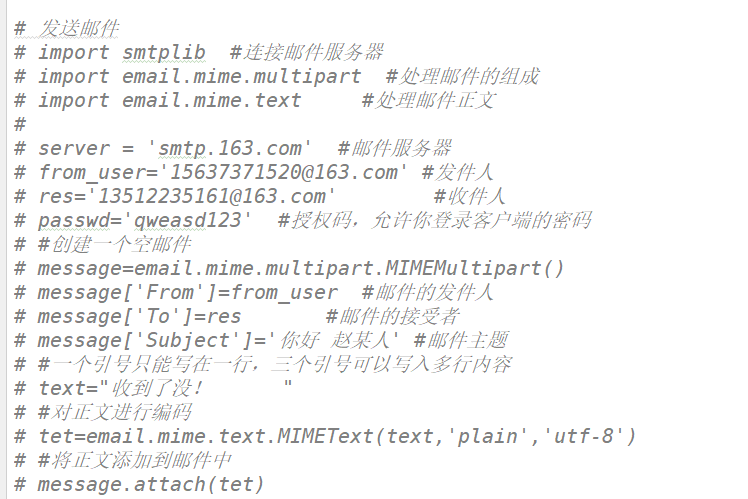 # 发送邮件
# import smtplib  #连接邮件服务器
# import email.mime.multipart  #处理邮件的组成
# import email.mime.text     #处理邮件正文
#
# server = 'smtp.163.com'  #邮件服务器
# from_user='15637371520@163.com' #发件人
# res='13512235161@163.com'        #收件人
# passwd='qweasd123'  #授权码，允许你登录客户端的密码
# #创建一个空邮件
# message=email.mime.multipart.MIMEMultipart()
# message['From']=from_user  #邮件的发件人
# message['To']=res       #邮件的接受者
# message['Subject']='你好 赵某人' #邮件主题
# #一个引号只能写在一行，三个引号可以写入多行内容
# text="收到了没！      "
# #对正文进行编码
# tet=email.mime.text.MIMEText(text,'plain','utf-8')
# #将正文添加到邮件中
# message.attach(tet)